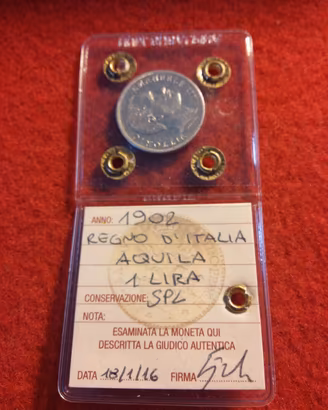 ANNO: 1902
REGNO D'ITALIA
AQUILA
1 LIRA
CONSERVAZIONE: SPL
NOTA:
ESAMINATA LA MONETA QUI
DESCRITTA LA GIUDICO AUTENTICA
DATA 18/1/16 FIRMA